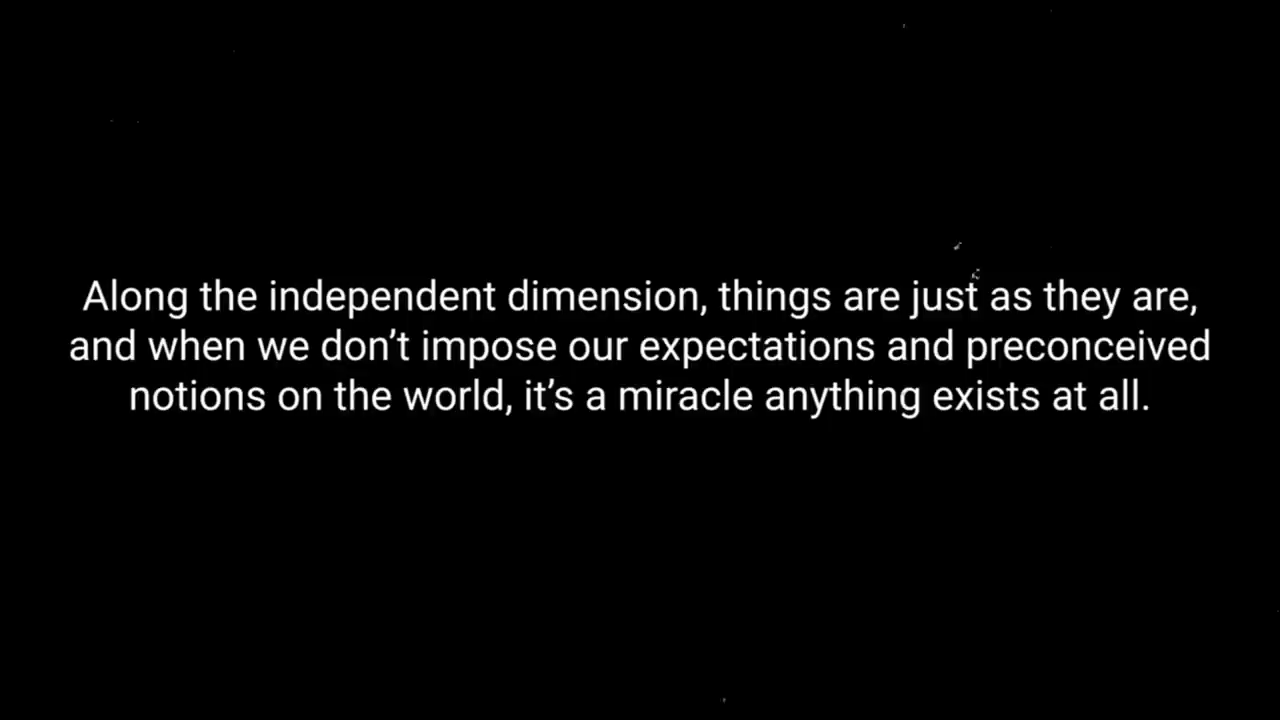 Along the independent dimension, things are just as they are,
and when we don’t impose our expectations and preconceived
notions on the world, it’s a miracle anything exists at all.